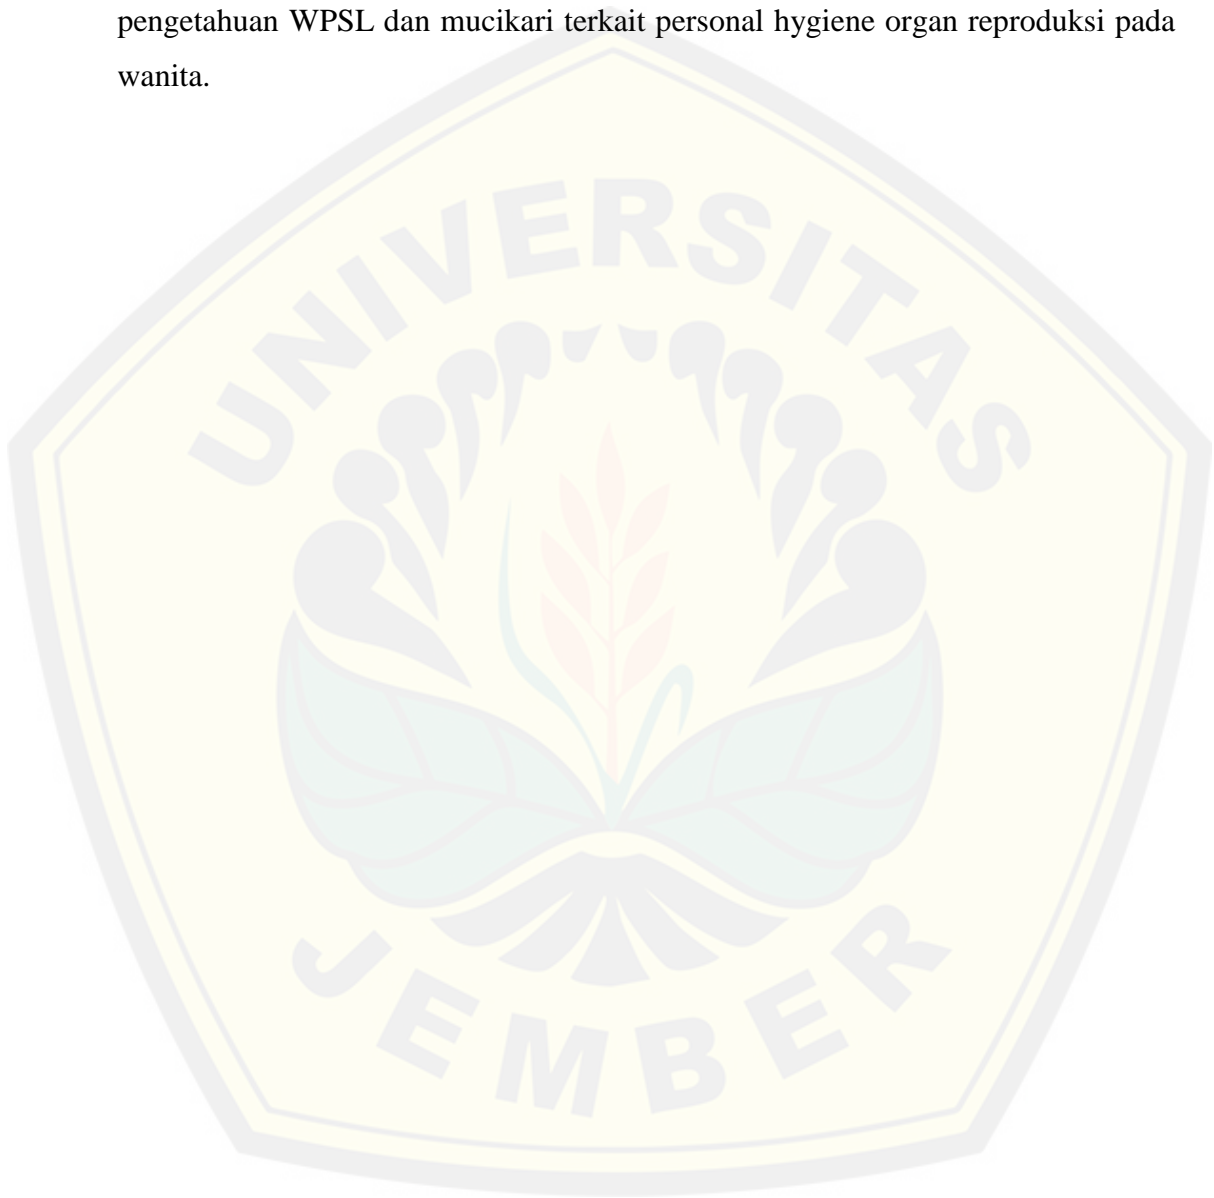 pengetahuan WPSL dan mucikari terkait personal hygiene organ reproduksi pada
wanita.
UNIVERSITAS
JEMBER